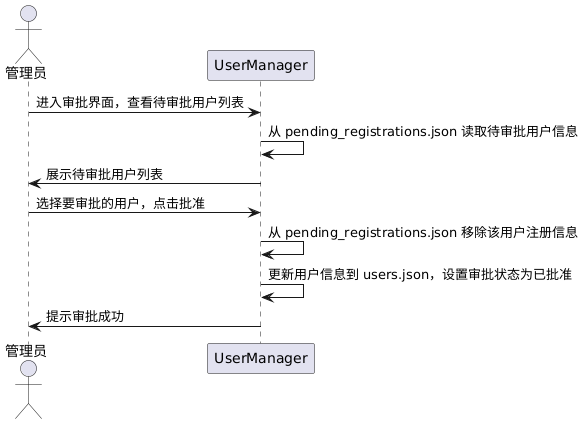 管理员
UserManager
进入审批界面，查看待审批用户列表
从 pending_registrations.json 读取待审批用户信息
展示待审批用户列表
选择要审批的用户，点击批准
从 pending_registrations.json 移除该用户注册信息
更新用户信息到 users.json，设置审批状态为已批准
提示审批成功
管理员
UserManager